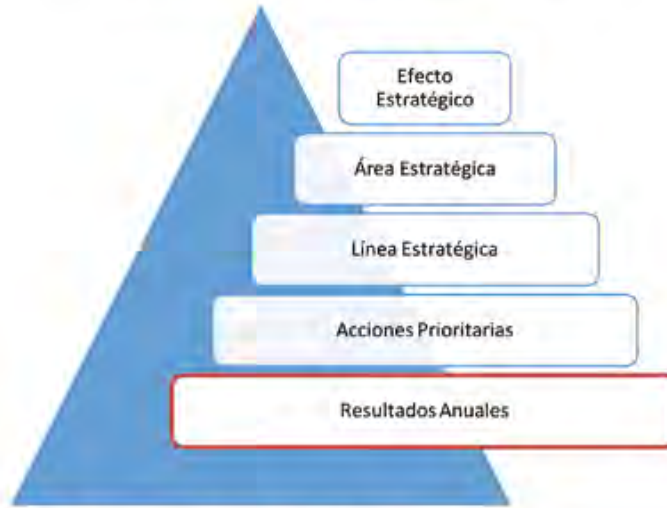 Efecto
Estratégico
Área Estratégica
Línea Estratégica
Acciones Prioritarias
Resultados Anuales